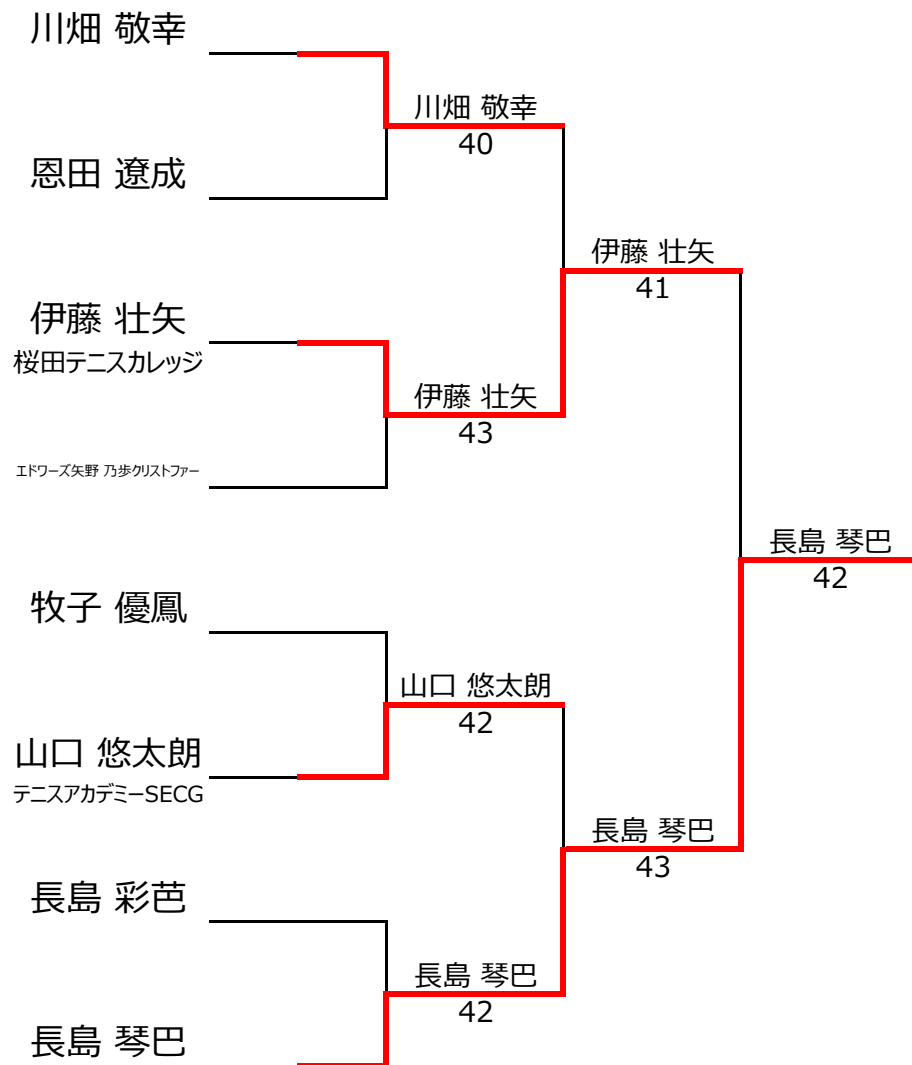 川畑 敬幸
川畑 敬幸
40
恩田 遼成
伊藤 壮矢
41
伊藤 壮矢
桜田テニスカレッジ
伊藤 壮矢
43
エドワーズ矢野 乃歩クリストファー
長島 琴巴
42
牧子 優鳳
山口 悠太朗
42
山口 悠太朗
テニスアカデミーSECG
長島 琴巴
43
長島 彩芭
長島 琴巴
42
長島 琴巴